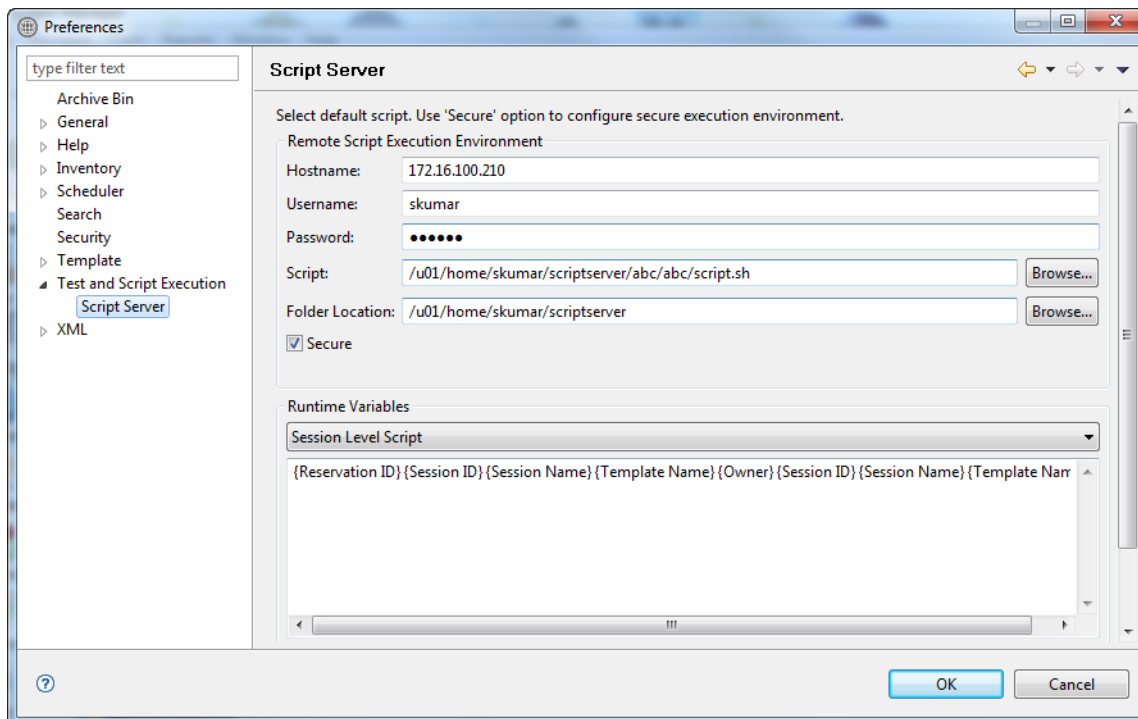 Preferences
type filter text
Archive Bin
General
Help
Inventory
Scheduler
Search
Security
Template
Test and Script Execution
Script Server
XML
Script Server
Select default script. Use 'Secure' option to configure secure execution environment.
Remote Script Execution Environment
Hostname: 172.16.100.210
Username: skumar
Password: ●●●●●●
Script: /u01/home/skumar/scriptserver/abc/abc/script.sh Browse...
Folder Location: /u01/home/skumar/scriptserver Browse...
Secure
Runtime Variables
Session Level Script
{Reservation ID}{Session ID}{Session Name}{Template Name}{Owner}{Session ID}{Session Name}{Template Nam
OK Cancel